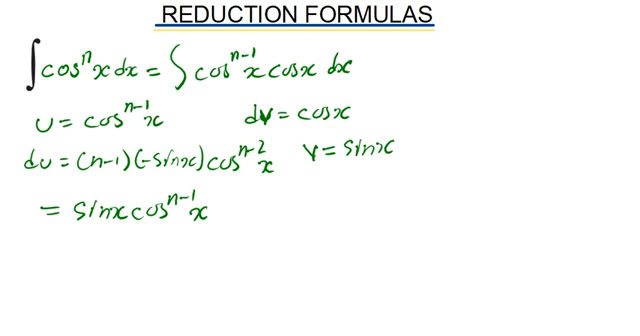 REDUCTION FORMULAS
∫cosⁿx dx = ∫cosⁿ⁻¹x cosx dx
u = cosⁿ⁻¹x dv = cosx
du = (n-1)(-sinx)cosⁿ⁻²x v = sinx
= sinx cosⁿ⁻¹x